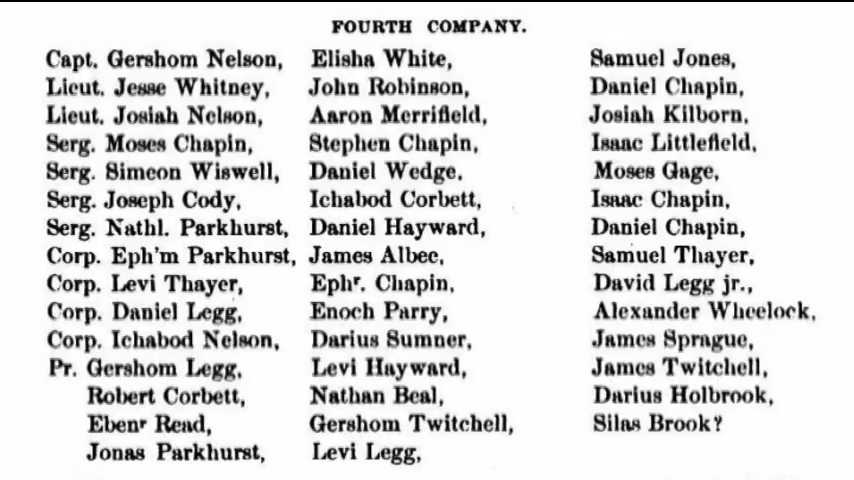 FOURTH COMPANY.
Capt. Gershom Nelson,
Lieut. Jesse Whitney,
Lieut. Josiah Nelson,
Serg. Moses Chapin,
Serg. Simeon Wiswell,
Serg. Joseph Cody,
Serg. Nathl. Parkhurst,
Corp. Eph'm Parkhurst,
Corp. Levi Thayer,
Corp. Daniel Legg,
Corp. Ichabod Nelson,
Pr. Gershom Legg,
Robert Corbett,
Ebenʳ Read,
Jonas Parkhurst,
Elisha White,
John Robinson,
Aaron Merrifield,
Stephen Chapin,
Daniel Wedge,
Ichabod Corbett,
Daniel Hayward,
James Albee,
Ephʳ. Chapin,
Enoch Parry,
Darius Sumner,
Levi Hayward,
Nathan Beal,
Gershom Twitchell,
Levi Legg,
Samuel Jones,
Daniel Chapin,
Josiah Kilborn,
Isaac Littlefield,
Moses Gage,
Isaac Chapin,
Daniel Chapin,
Samuel Thayer,
David Legg jr.,
Alexander Wheelock,
James Sprague,
James Twitchell,
Darius Holbrook,
Silas Brook?